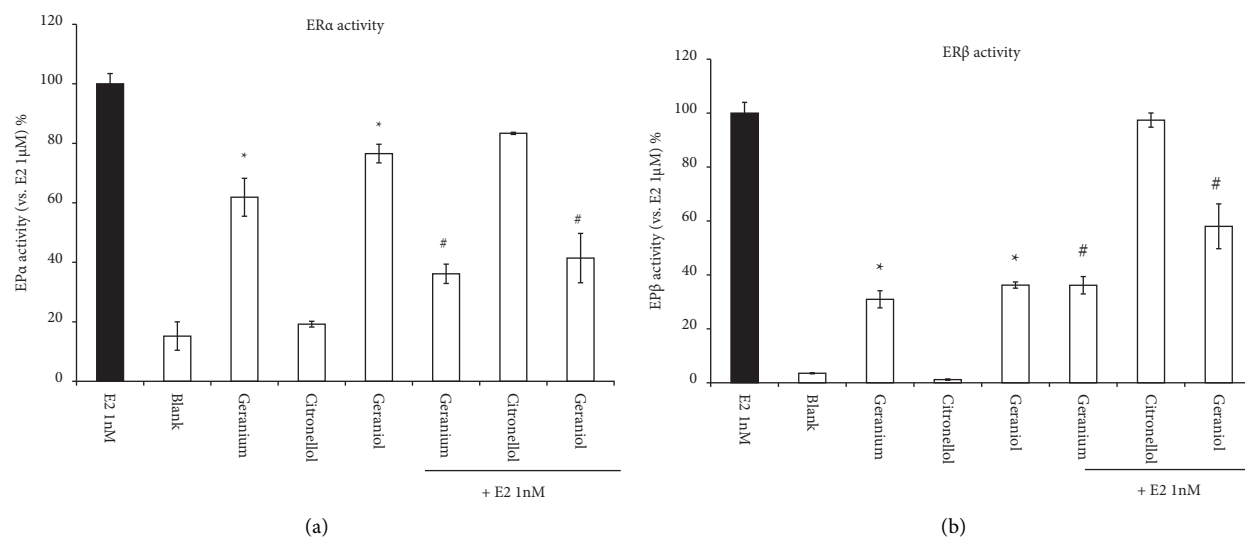 ERα activity
EPα activity (vs. E2 1μM) %
120
100
80
60
40
20
0
*
*
#
#
E2 1nM
Blank
Geranium
Citronellol
Geraniol
Geranium
Citronellol
Geraniol
+ E2 1nM
(a)
ERβ activity
EPβ activity (vs. E2 1μM) %
120
100
80
60
40
20
0
*
*
#
#
E2 1nM
Blank
Geranium
Citronellol
Geraniol
Geranium
Citronellol
Geraniol
+ E2 1nM
(b)